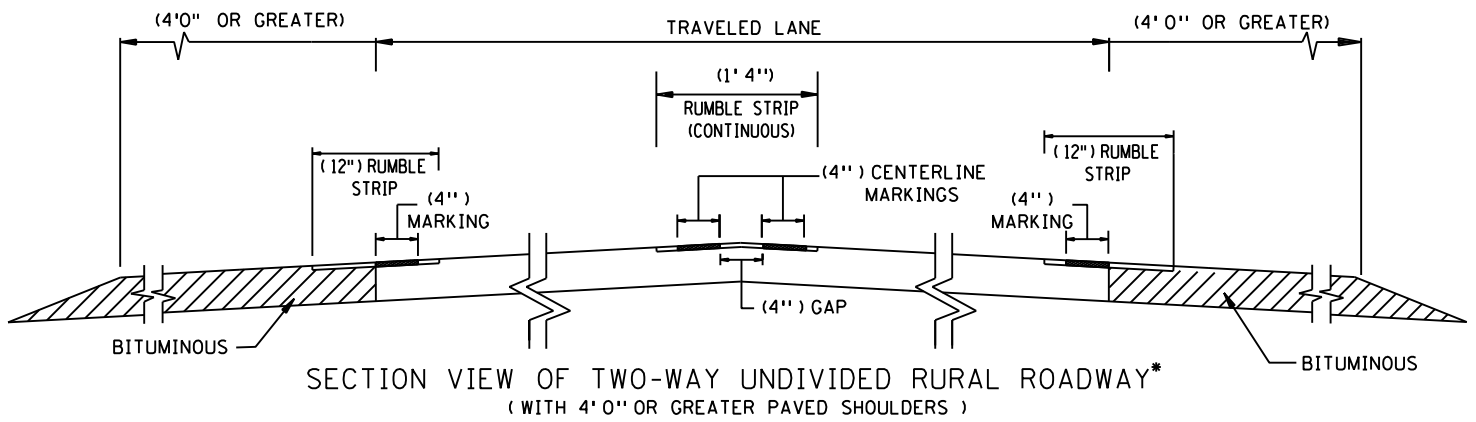 (4'0" OR GREATER)
TRAVELED LANE
(4'0" OR GREATER)
(1'4")
RUMBLE STRIP
(CONTINUOUS)
(12") RUMBLE
STRIP
(4") CENTERLINE
MARKINGS
(12") RUMBLE
STRIP
(4")
MARKING
(4")
MARKING
(4") GAP
BITUMINOUS
BITUMINOUS
SECTION VIEW OF TWO-WAY UNDIVIDED RURAL ROADWAY*
(WITH 4'0" OR GREATER PAVED SHOULDERS)